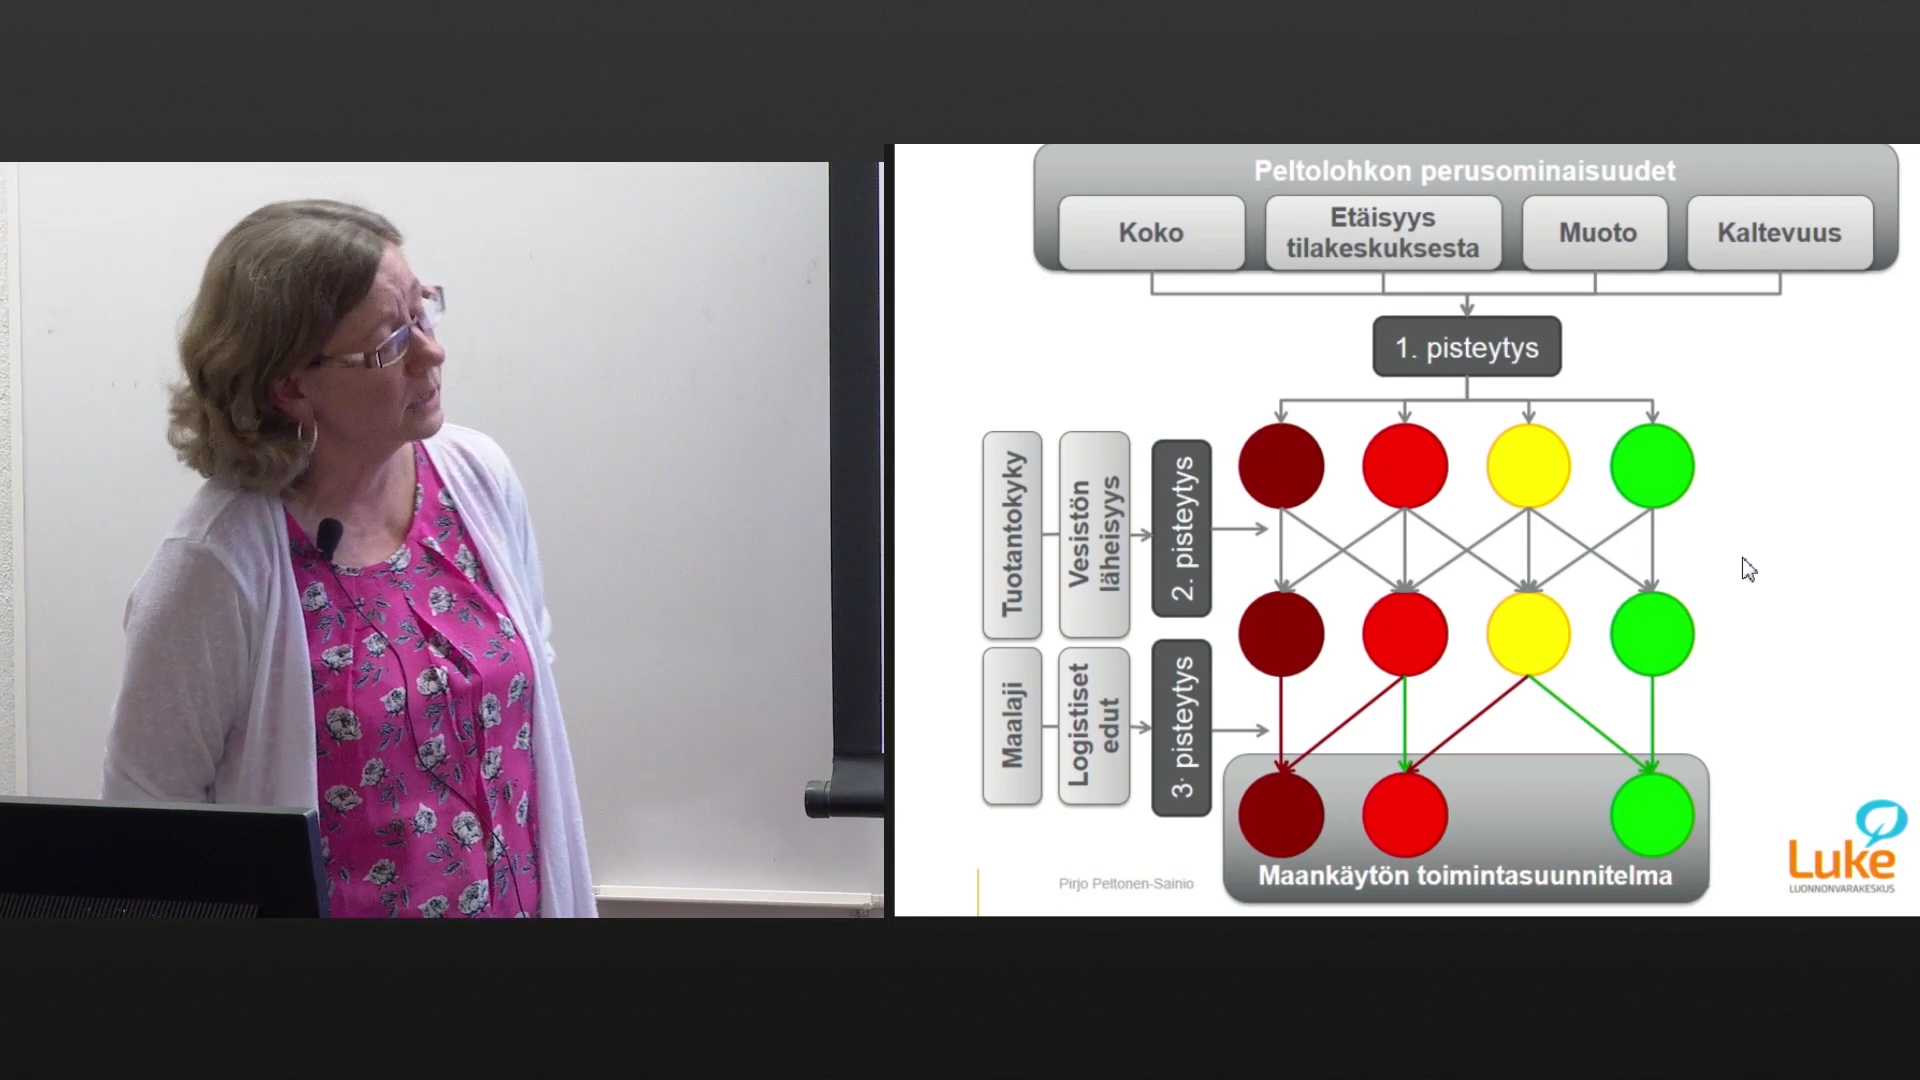 Peltolohkon perusominaisuudet
Koko
Etäisyys
tilakeskuksesta
Muoto
Kaltevuus
1. pisteytys
Tuotantokyky
Vesistön
läheisyys
2. pisteytys
Maalaji
Logistiset
edut
3. pisteytys
Maankäytön toimintasuunnitelma
Pirjo Peltonen-Sainio
Luke
LUONNONVARAKESKUS